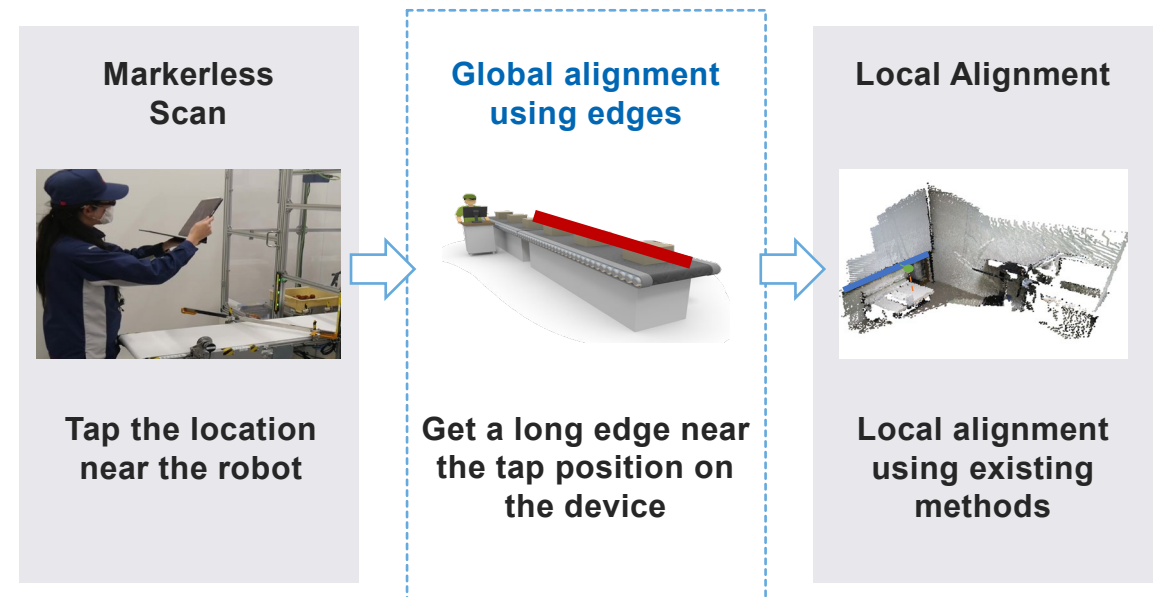 Markerless
Scan
Tap the location
near the robot
Global alignment
using edges
Get a long edge near
the tap position on
the device
Local Alignment
Local alignment
using existing
methods